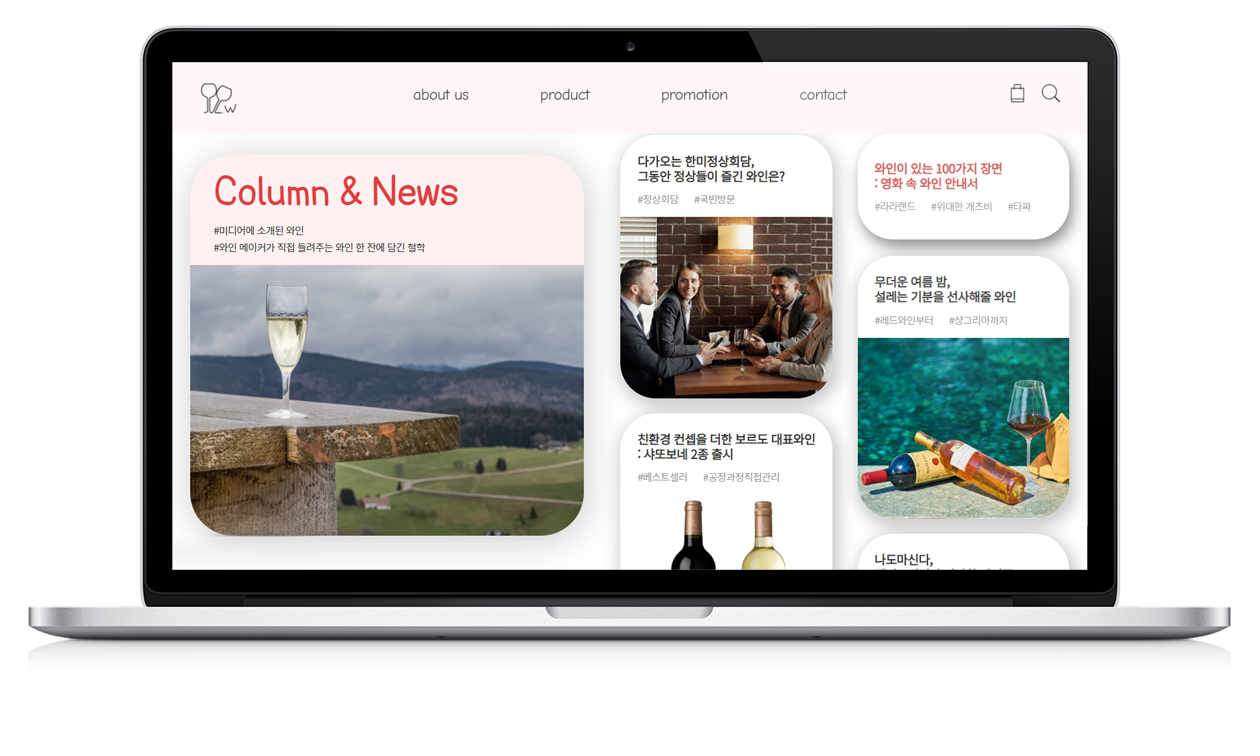 W
about us
product
promotion
contact
Column & News
#미디어에 소개된 와인
#와인 메이커가 직접 들려주는 와인 한 잔에 담긴 철학
다가오는 한미정상회담,
그동안 정상들이 즐긴 와인은?
#정상회담 #국빈방문
친환경 컨셉을 더한 보르도 대표와인
: 샤또보네 2종 출시
#베스트셀러 #공정과정직접관리
와인이 있는 100가지 장면
: 영화 속 와인 안내서
#라라랜드 #위대한 개츠비 #타짜
무더운 여름 밤,
설레는 기분을 선사해줄 와인
#레드와인부터 #샹그리아까지
나도마신다,